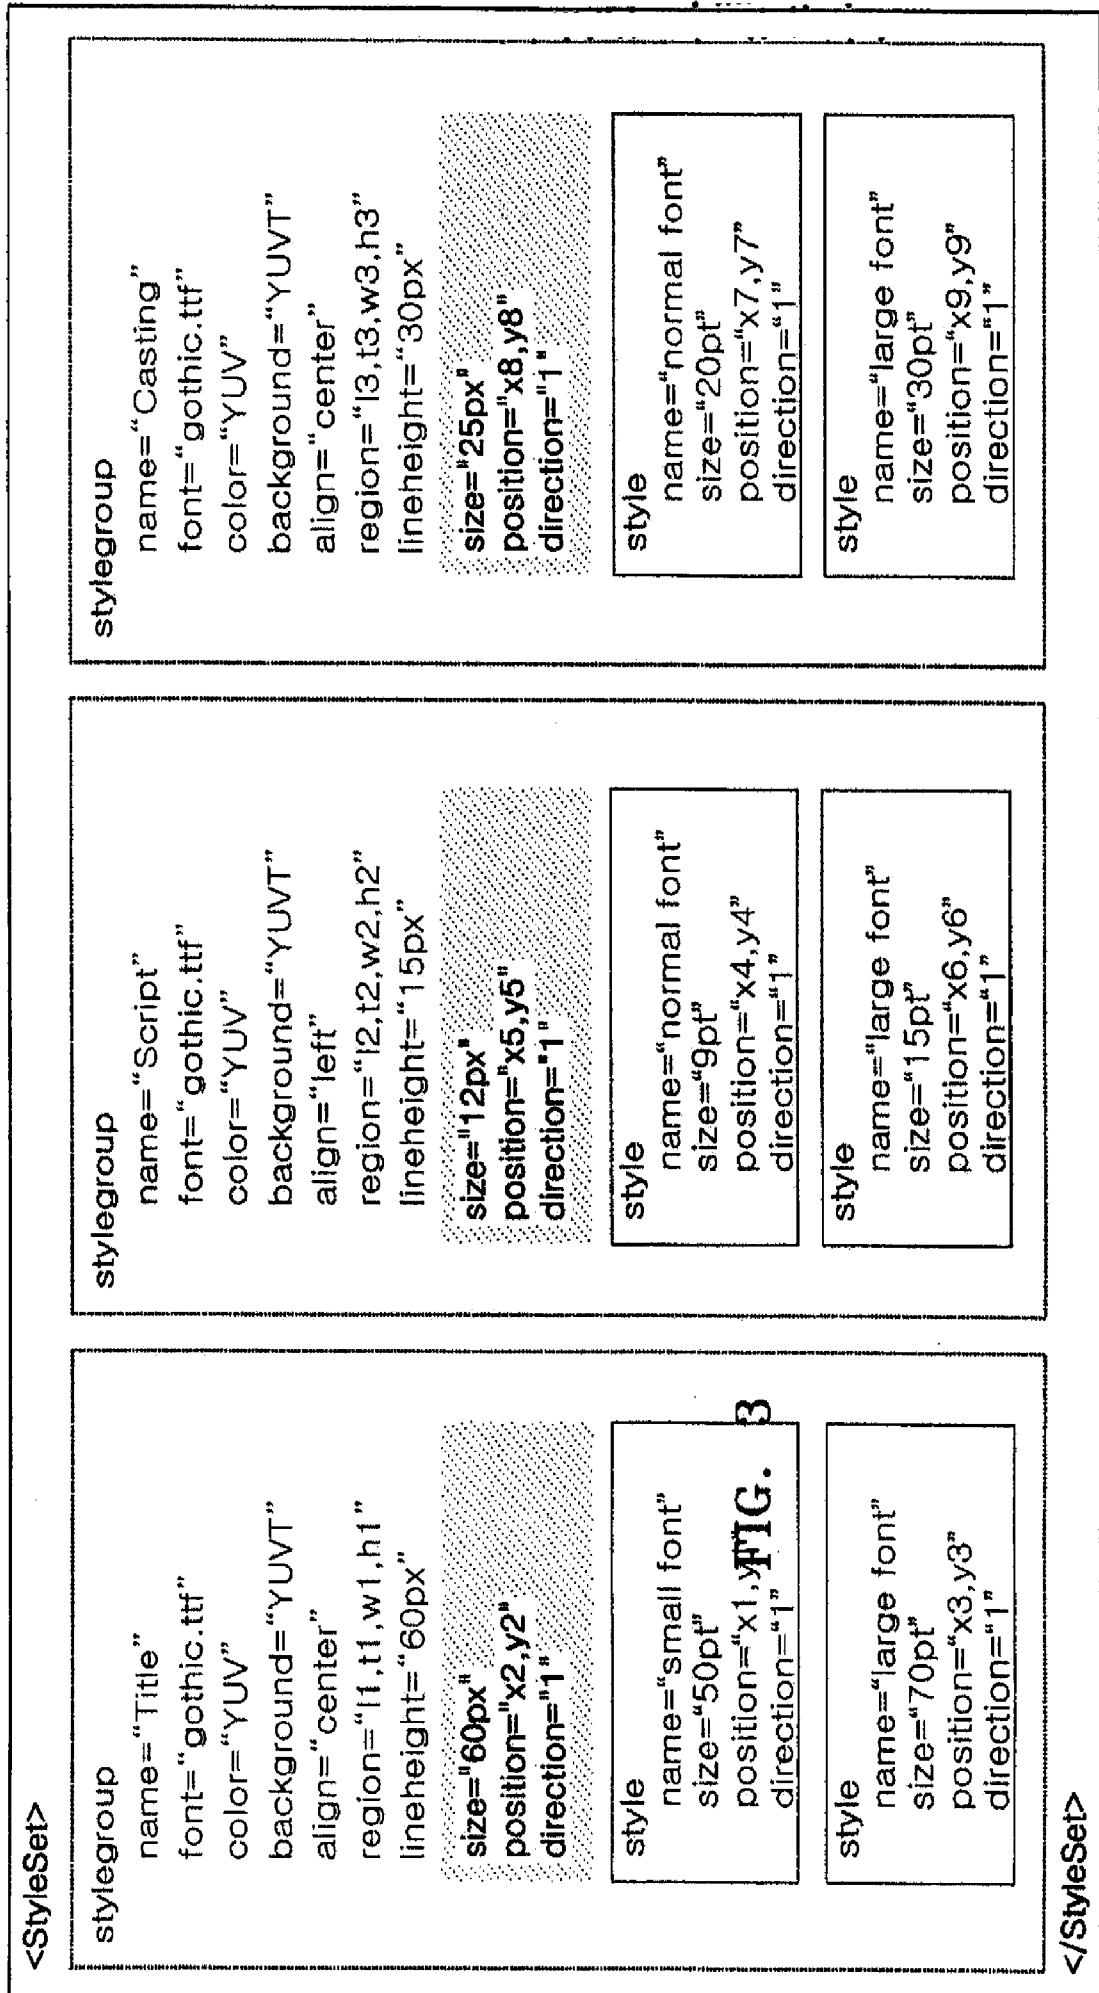 <StyleSet>
stylegroup
name=“Title”
font=“gothic.ttf”
color=“YUV”
background=“YUVT”
align=“center”
region=“l1,t1,w1,h1”
lineheight=“60px”
size="60px"
position="x2,y2"
direction="1"
style
name=“small font”
size=“50pt”
position=“x1,y
direction=“1”
style
name=“large font”
size=“70pt”
position=“x3,y3”
direction=“1”
FIG. 3
stylegroup
name=“Script”
font=“gothic.ttf”
color=“YUV”
background=“YUVT”
align=“left”
region=“l2,t2,w2,h2”
lineheight=“15px”
size="12px"
position="x5,y5"
direction="1"
style
name=“normal font”
size=“9pt”
position=“x4,y4”
direction=“1”
style
name=“large font”
size=“15pt”
position=“x6,y6”
direction=“1”
stylegroup
name=“Casting”
font=“gothic.ttf”
color=“YUV”
background=“YUVT”
align=“center”
region=“l3,t3,w3,h3”
lineheight=“30px”
size="25px"
position="x8,y8"
direction="1"
style
name=“normal font”
size=“20pt”
position=“x7,y7”
direction=“1”
style
name=“large font”
size=“30pt”
position=“x9,y9”
direction=“1”
</StyleSet>